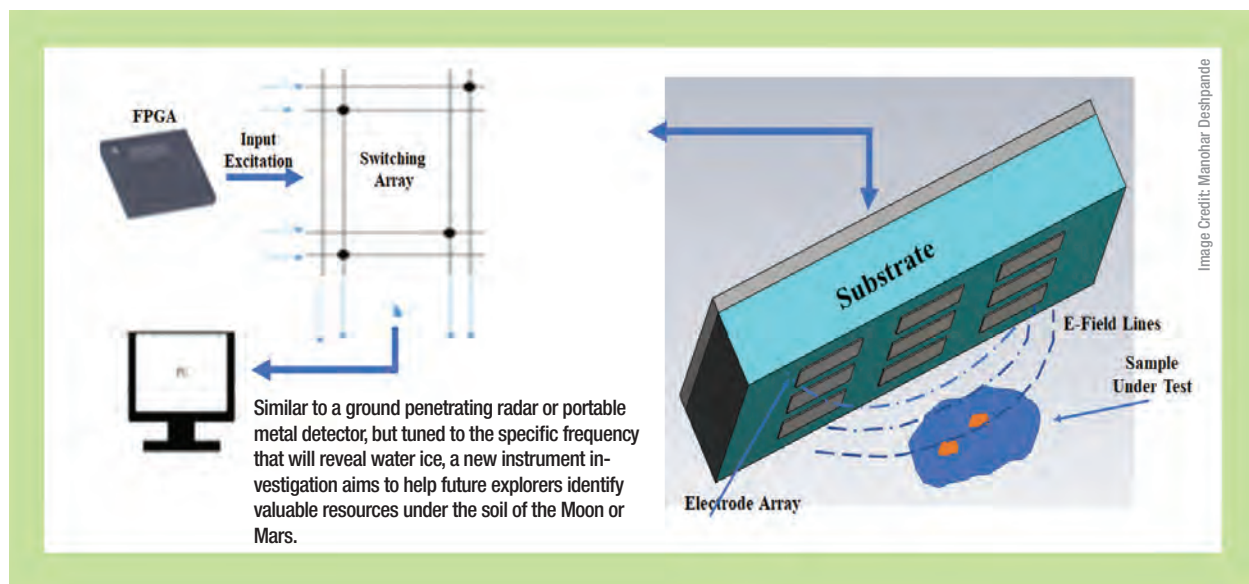 FPGA
Input
Excitation
Switching
Array
PC
Similar to a ground penetrating radar or portable
metal detector, but tuned to the specific frequency
that will reveal water ice, a new instrument in-
vestigation aims to help future explorers identify
valuable resources under the soil of the Moon or
Mars.
Substrate
E-Field Lines
Sample
Under Test
Electrode Array
Image Credit: Manohar Deshpande